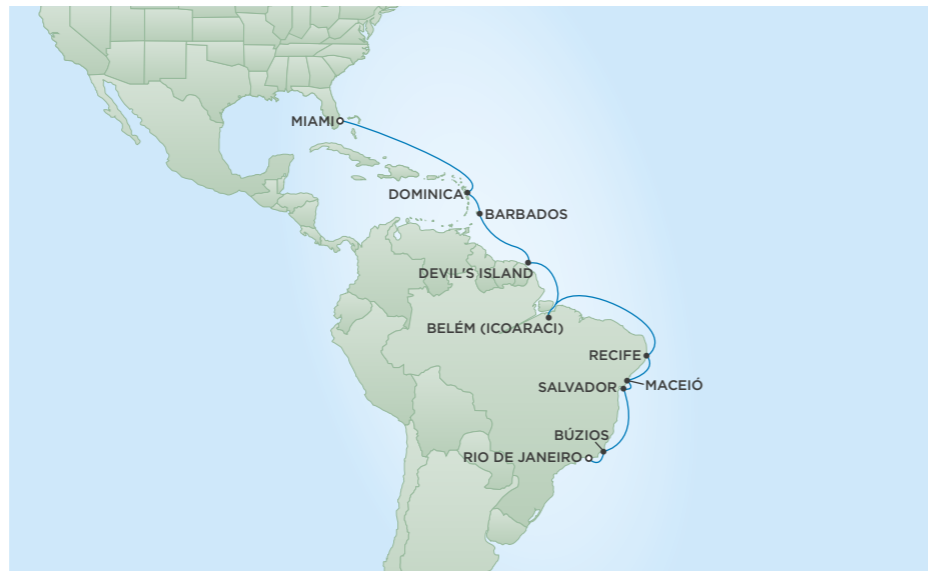 MIAMI
DOMINICA
BARBADOS
DEVIL'S ISLAND
BELÉM (ICOARACI)
RECIFE
SALVADOR
MACEIÓ
BÚZIOS
RIO DE JANEIRO